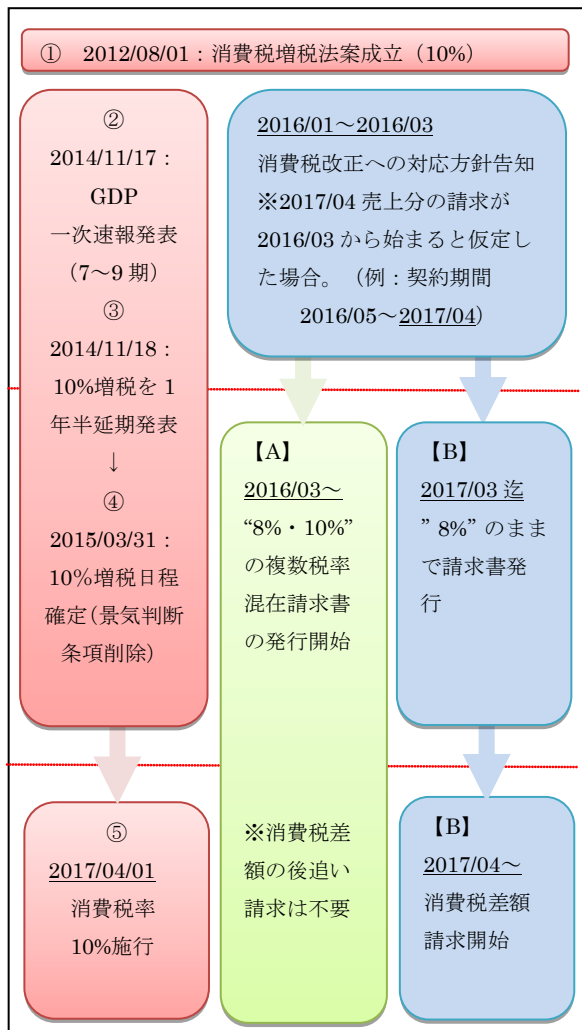 ① 2012/08/01：消費税増税法案成立（10%）
②
2014/11/17：
GDP
一次速報発表
（7～9 期）
③
2014/11/18：
10%増税を 1
年半延期発表
↓
④
2015/03/31：
10％増税日程
確定（景気判断
条項削除）
2016/01～2016/03
消費税改正への対応方針告知
※2017/04 売上分の請求が
2016/03 から始まると仮定し
た場合。（例：契約期間
2016/05～2017/04）
【A】
2016/03～
“8%・10%”
の複数税率
混在請求書
の発行開始
※消費税差
額の後追い
請求は不要
【B】
2017/03 迄
” 8%” のまま
で請求書発
行
⑤
2017/04/01
消費税率
10%施行
【B】
2017/04～
消費税差額
請求開始